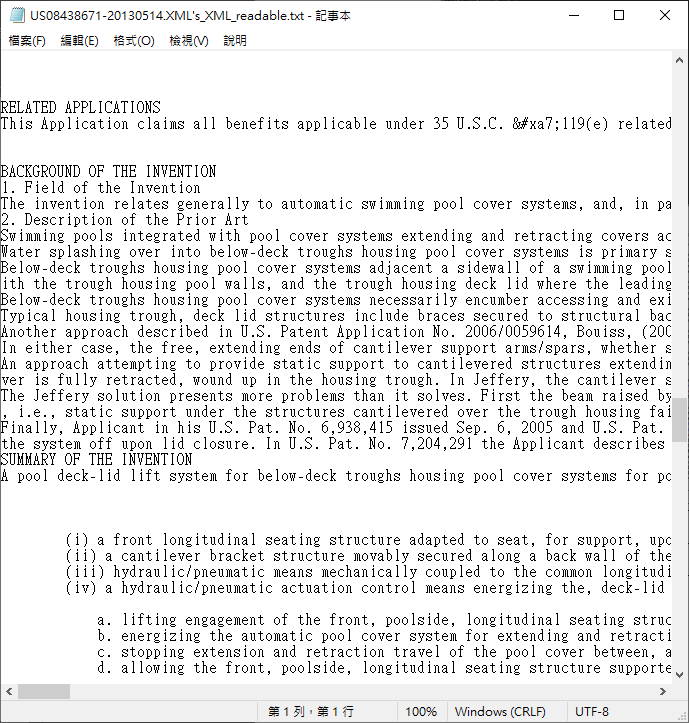 US08438671-20130514.XML's_XML_readable.txt - 記事本
檔案(F) 編輯(E) 格式(O) 檢視(V) 說明
RELATED APPLICATIONS
This Application claims all benefits applicable under 35 U.S.C. &#xa7;119(e) related
BACKGROUND OF THE INVENTION
1. Field of the Invention
The invention relates generally to automatic swimming pool cover systems, and, in pa
2. Description of the Prior Art
Swimming pools integrated with pool cover systems extending and retracting covers ac
Water splashing over into below-deck troughs housing pool cover systems is primary s
Below-deck troughs housing pool cover systems adjacent a sidewall of a swimming pool
ith the trough housing pool walls, and the trough housing deck lid where the leading
Below-deck troughs housing pool cover systems necessarily encumber accessing and exi
Typical housing trough, deck lid structures include braces secured to structural bac
Another approach described in U.S. Patent Application No. 2006/0059614, Bouiss, (200
In either case, the free, extending ends of cantilever support arms/spars, whether s
An approach attempting to provide static support to cantilevered structures extendin
ver is fully retracted, wound up in the housing trough. In Jeffery, the cantilever s
The Jeffery solution presents more problems than it solves. First the beam raised by
, i.e., static support under the structures cantilevered over the trough housing fai
Finally, Applicant in his U.S. Pat. No. 6,938,415 issued Sep. 6, 2005 and U.S. Pat.
the system off upon lid closure. In U.S. Pat. No. 7,204,291 the Applicant describes
SUMMARY OF THE INVENTION
A pool deck-lid lift system for below-deck troughs housing pool cover systems for po
(i) a front longitudinal seating structure adapted to seat, for support, upo
(ii) a cantilever bracket structure movably secured along a back wall of the
(iii) hydraulic/pneumatic means mechanically coupled to the common longitudi
(iv) a hydraulic/pneumatic actuation control means energizing the, deck-lid
a. lifting engagement of the front, poolside, longitudinal seating struc
b. energizing the automatic pool cover system for extending and retracti
c. stopping extension and retraction travel of the pool cover between, a
d. allowing the front, poolside, longitudinal seating structure supporte
第 1 列，第 1 行 100% Windows (CRLF) UTF-8